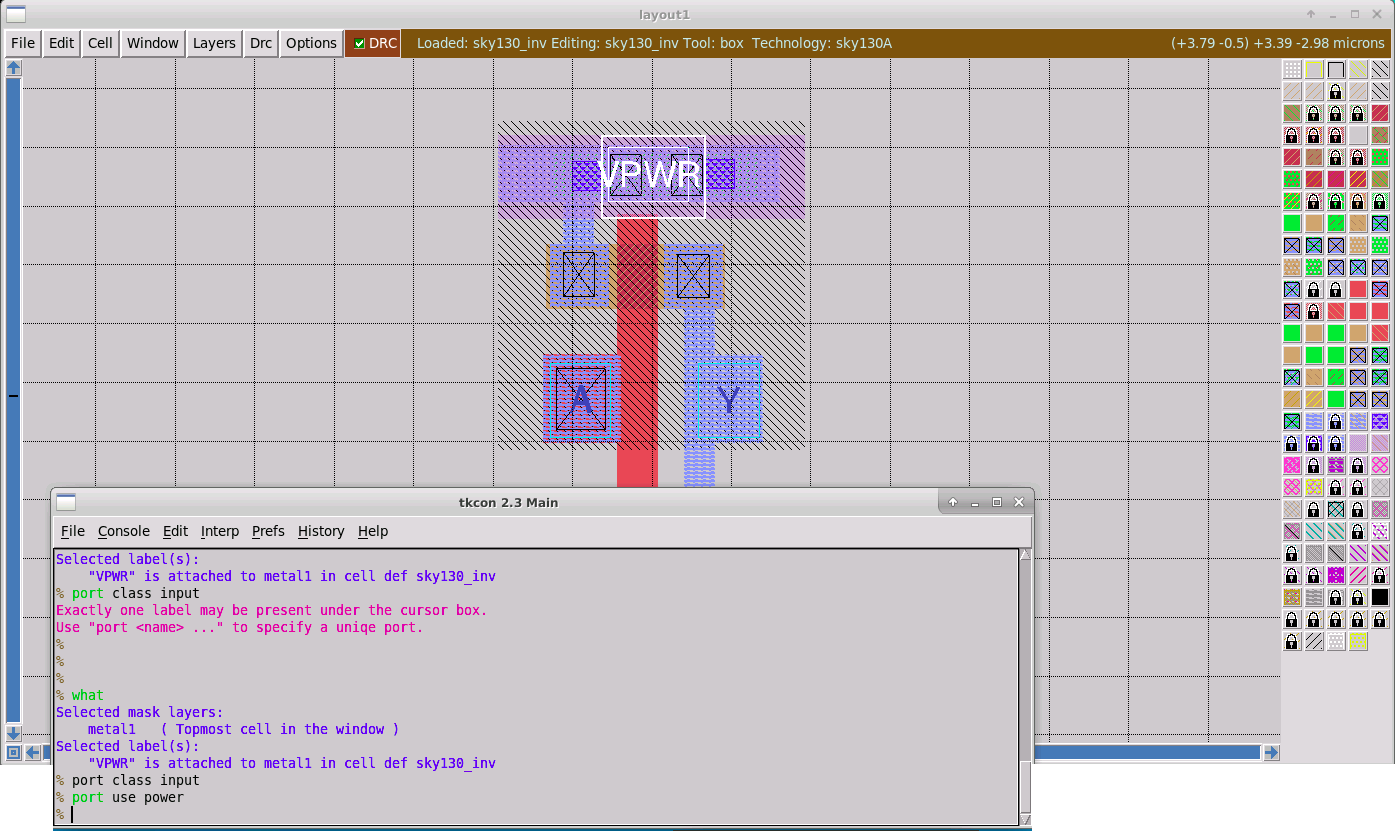 layout1
File Edit Cell Window Layers Drc Options DRC Loaded: sky130_inv Editing: sky130_inv Tool: box Technology: sky130A (+3.79 -0.5) +3.39 -2.98 microns
VPWR
A Y
tkcon 2.3 Main
File Console Edit Interp Prefs History Help
Selected label(s):
"VPWR" is attached to metal1 in cell def sky130_inv
% port class input
Exactly one label may be present under the cursor box.
Use "port <name> ..." to specify a uniqe port.
%
%
%
% what
Selected mask layers:
metal1 ( Topmost cell in the window )
Selected label(s):
"VPWR" is attached to metal1 in cell def sky130_inv
% port class input
% port use power
%